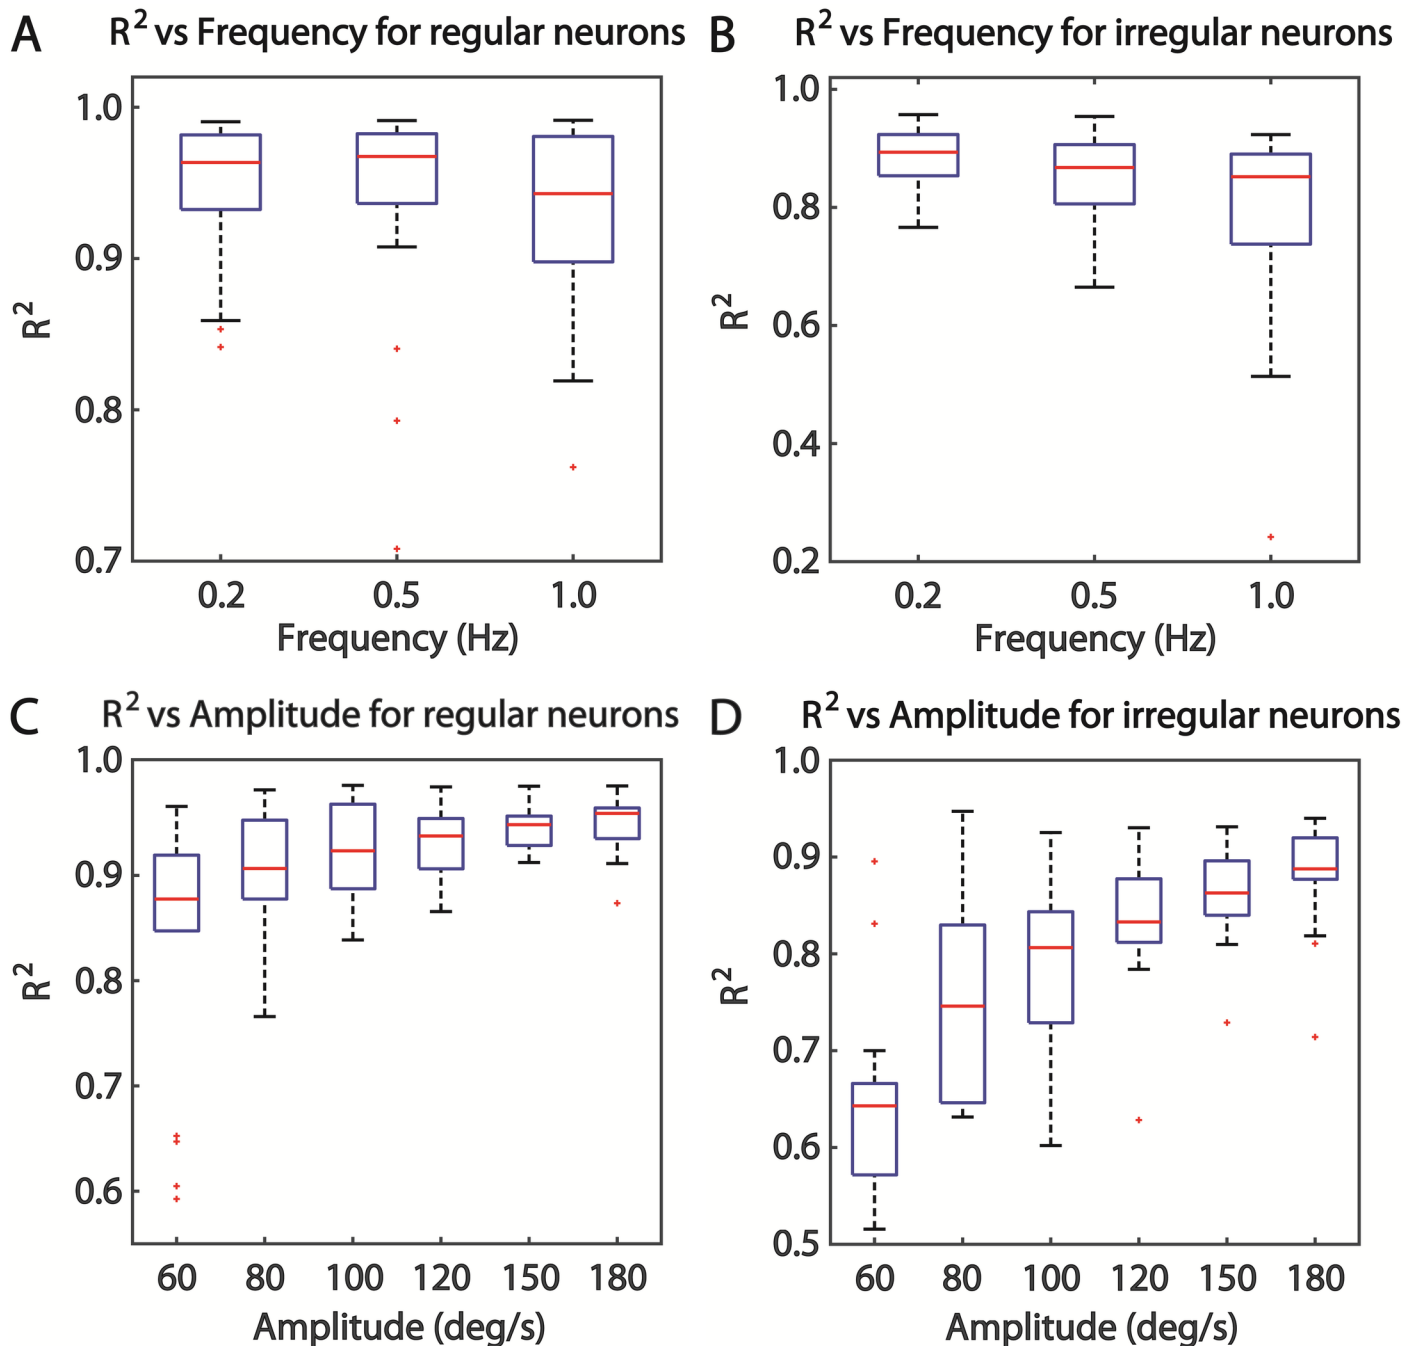 A
R² vs Frequency for regular neurons
1.0
0.9
0.8
0.7
R²
0.2 0.5 1.0
Frequency (Hz)
B
R² vs Frequency for irregular neurons
1.0
0.8
0.6
0.4
0.2
R²
0.2 0.5 1.0
Frequency (Hz)
C
R² vs Amplitude for regular neurons
1.0
0.9
0.8
0.7
0.6
R²
60 80 100 120 150 180
Amplitude (deg/s)
D
R² vs Amplitude for irregular neurons
1.0
0.9
0.8
0.7
0.6
0.5
R²
60 80 100 120 150 180
Amplitude (deg/s)